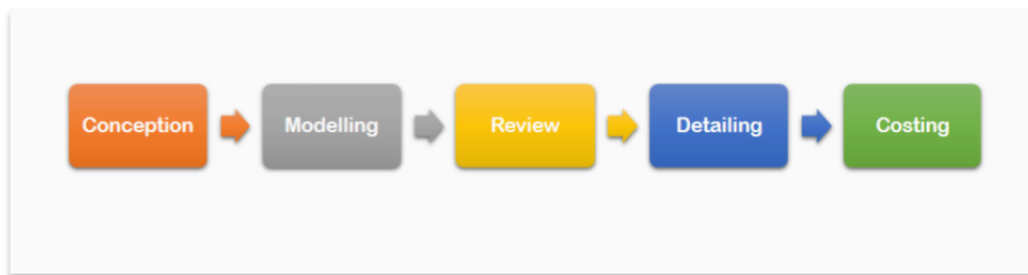 Conception
Modelling
Review
Detailing
Costing